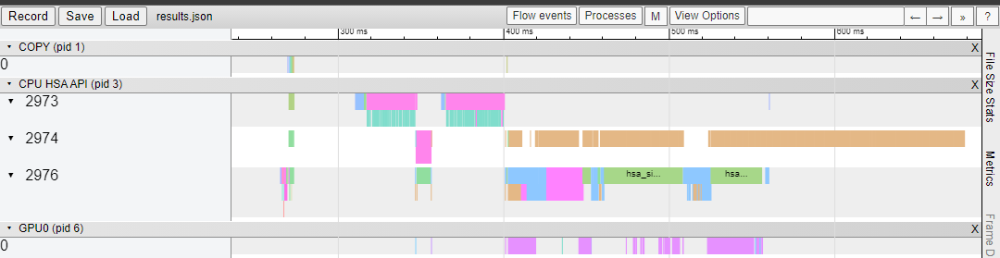 Record Save Load results.json Flow events Processes M View Options ← → » ?
300 ms 400 ms 500 ms 600 ms
COPY (pid 1) X
0
CPU HSA API (pid 3) X
2973
2974
2976 hsa_si... hsa...
GPU0 (pid 6) X
0
File Size Stats
Metrics
Frame D